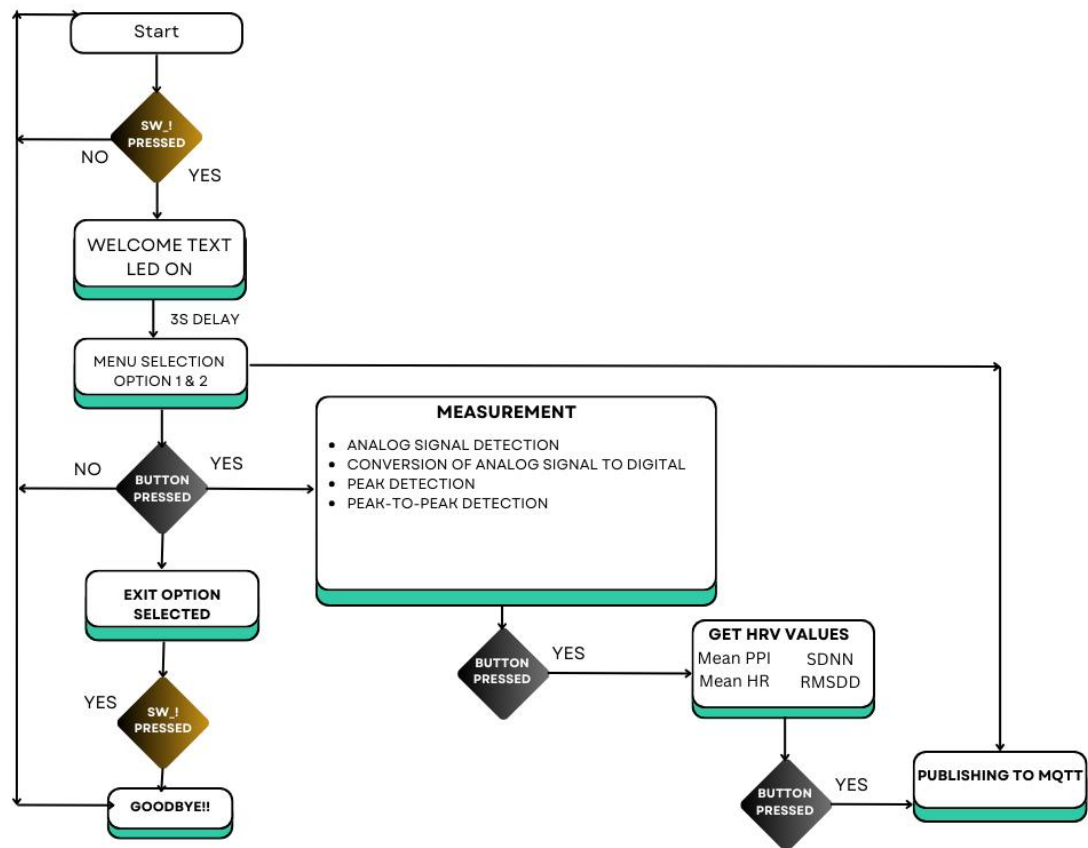 Start
SW_!
PRESSED
NO
YES
WELCOME TEXT
LED ON
3S DELAY
MENU SELECTION
OPTION 1 & 2
NO
BUTTON
PRESSED
YES
MEASUREMENT
• ANALOG SIGNAL DETECTION
• CONVERSION OF ANALOG SIGNAL TO DIGITAL
• PEAK DETECTION
• PEAK-TO-PEAK DETECTION
EXIT OPTION
SELECTED
YES
SW_!
PRESSED
GOODBYE!!
BUTTON
PRESSED
YES
GET HRV VALUES
Mean PPI SDNN
Mean HR RMSDD
BUTTON
PRESSED
YES
PUBLISHING TO MQTT